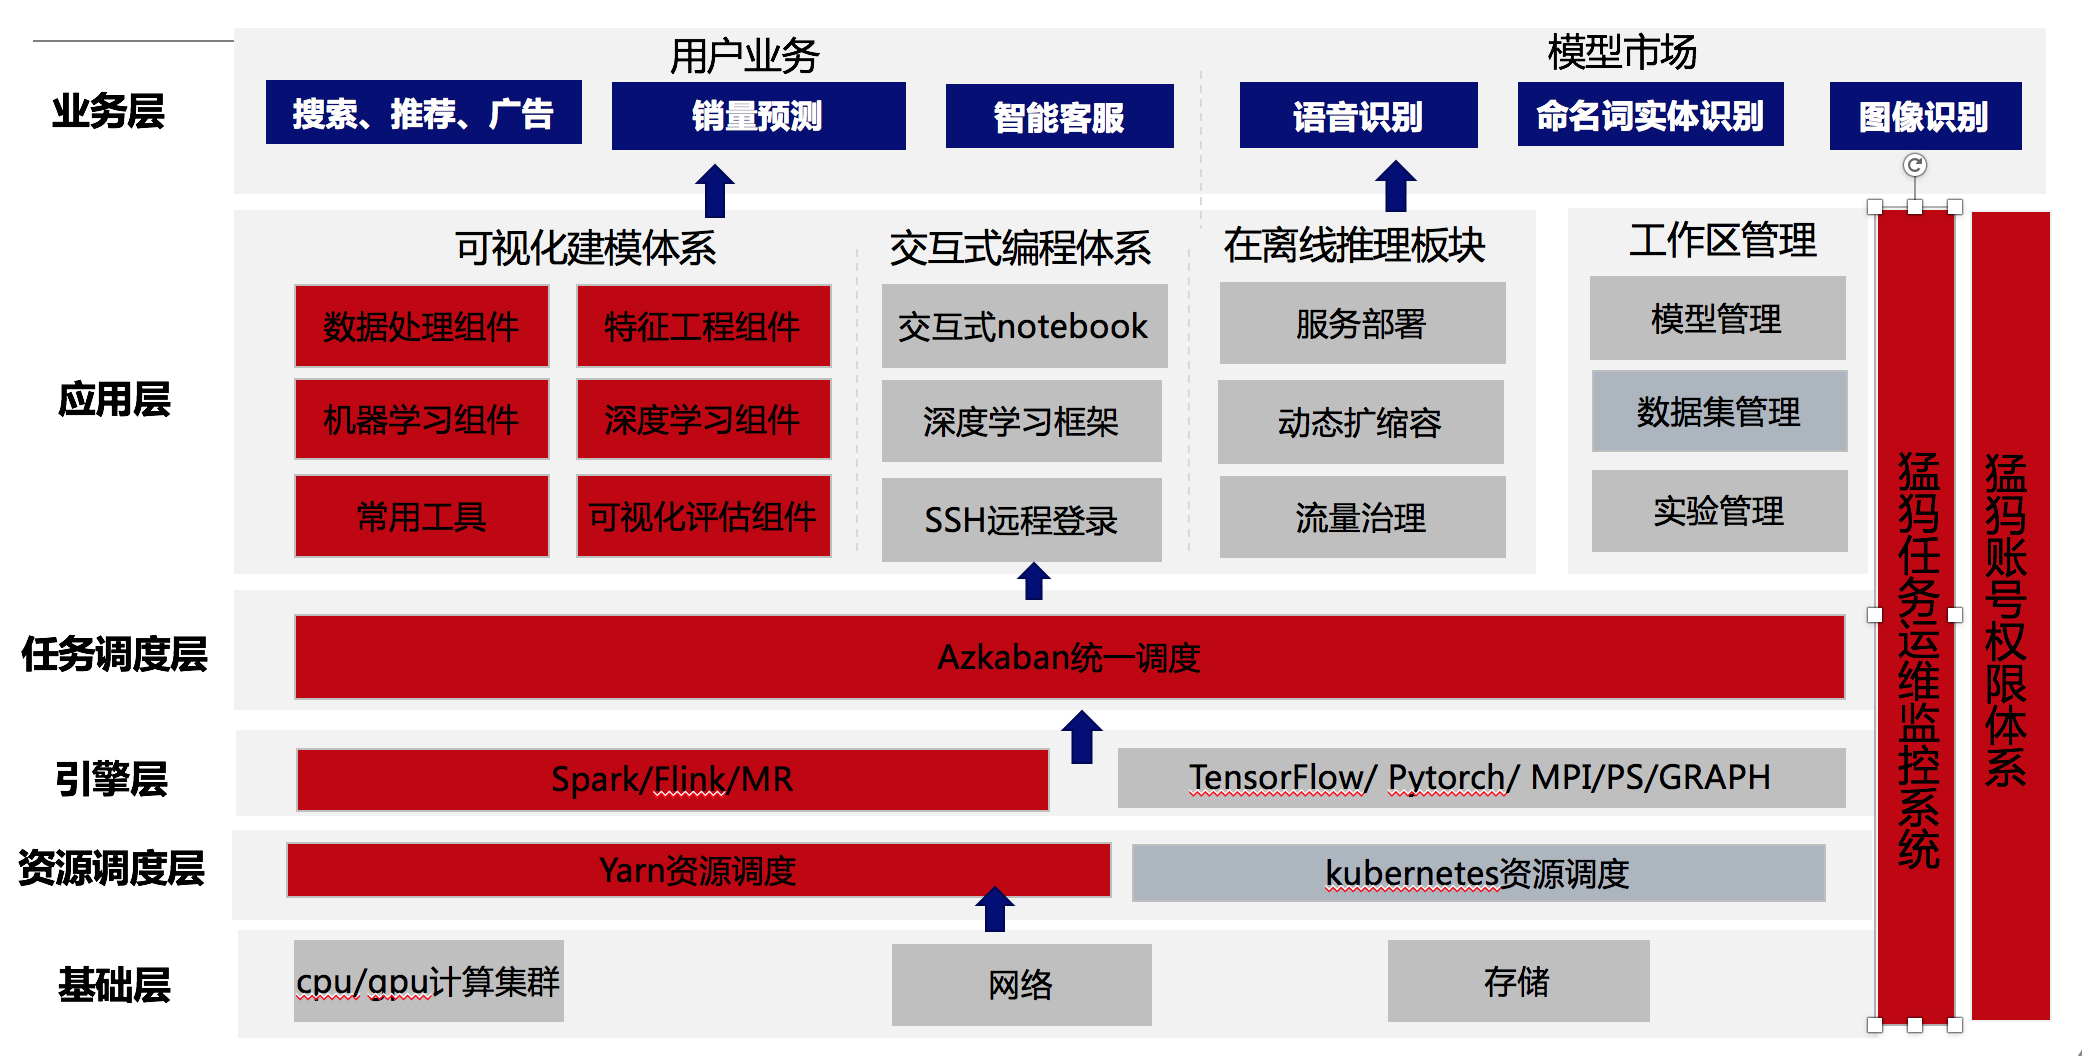 用户业务
模型市场
业务层
搜索、推荐、广告
销量预测
智能客服
语音识别
命名词实体识别
图像识别
可视化建模体系
交互式编程体系
在离线推理板块
工作区管理
应用层
数据处理组件
特征工程组件
交互式notebook
服务部署
模型管理
机器学习组件
深度学习组件
深度学习框架
动态扩缩容
数据集管理
常用工具
可视化评估组件
SSH远程登录
流量治理
实验管理
任务调度层
Azkaban统一调度
引擎层
Spark/Flink/MR
TensorFlow/ Pytorch/ MPI/PS/GRAPH
资源调度层
Yarn资源调度
kubernetes资源调度
基础层
cpu/gpu计算集群
网络
存储
猛犸任务运维监控系统
猛犸账号权限体系